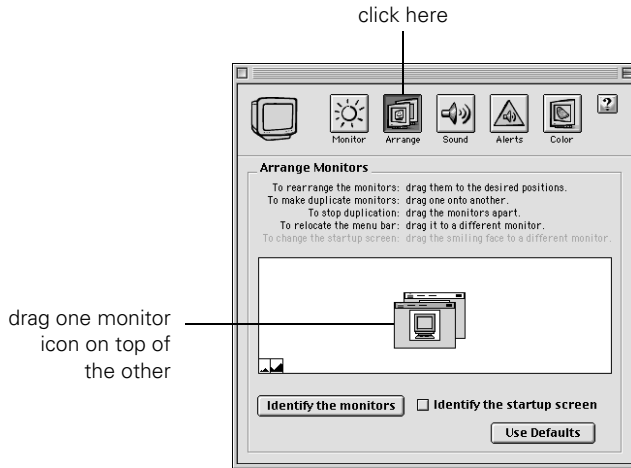 click here
?
Monitor Arrange Sound Alerts Color
Arrange Monitors
To rearrange the monitors: drag them to the desired positions.
To make duplicate monitors: drag one onto another.
To stop duplication: drag the monitors apart.
To relocate the menu bar: drag it to a different monitor.
To change the startup screen: drag the smiling face to a different monitor.
drag one monitor
icon on top of
the other
Identify the monitors Identify the startup screen
Use Defaults